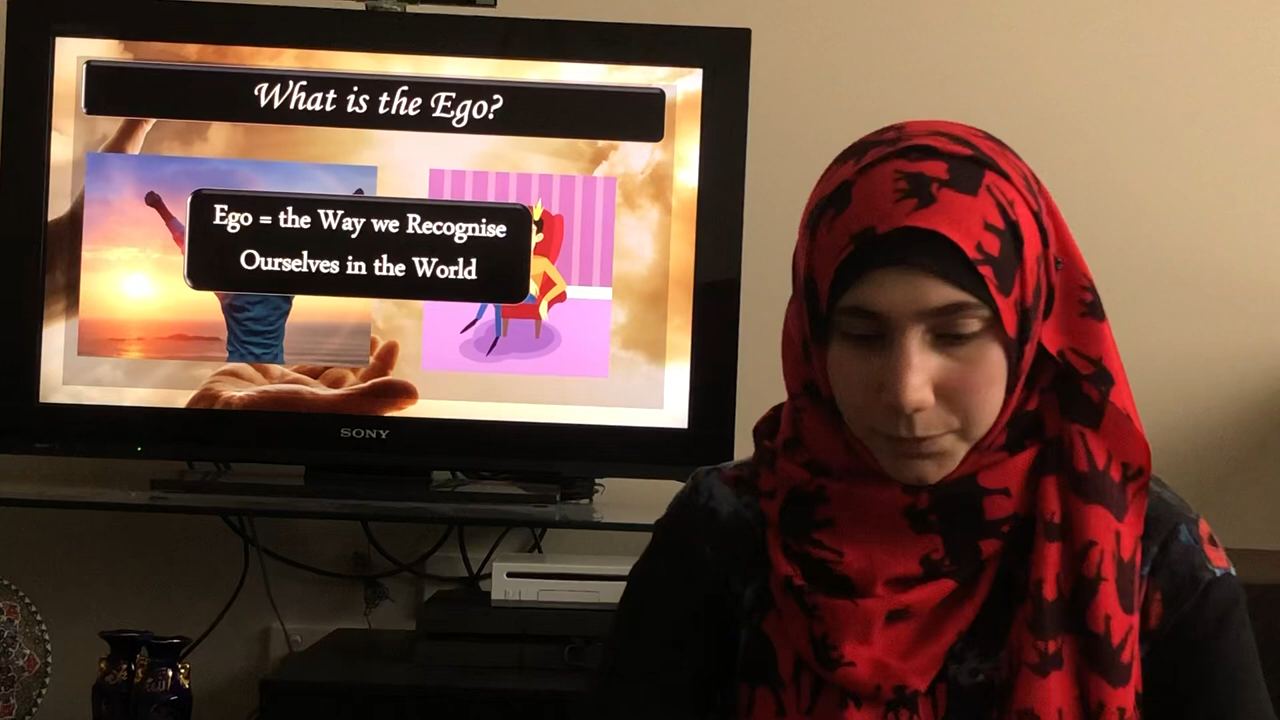 What is the Ego?
Ego = the Way we Recognise
Ourselves in the World
SONY